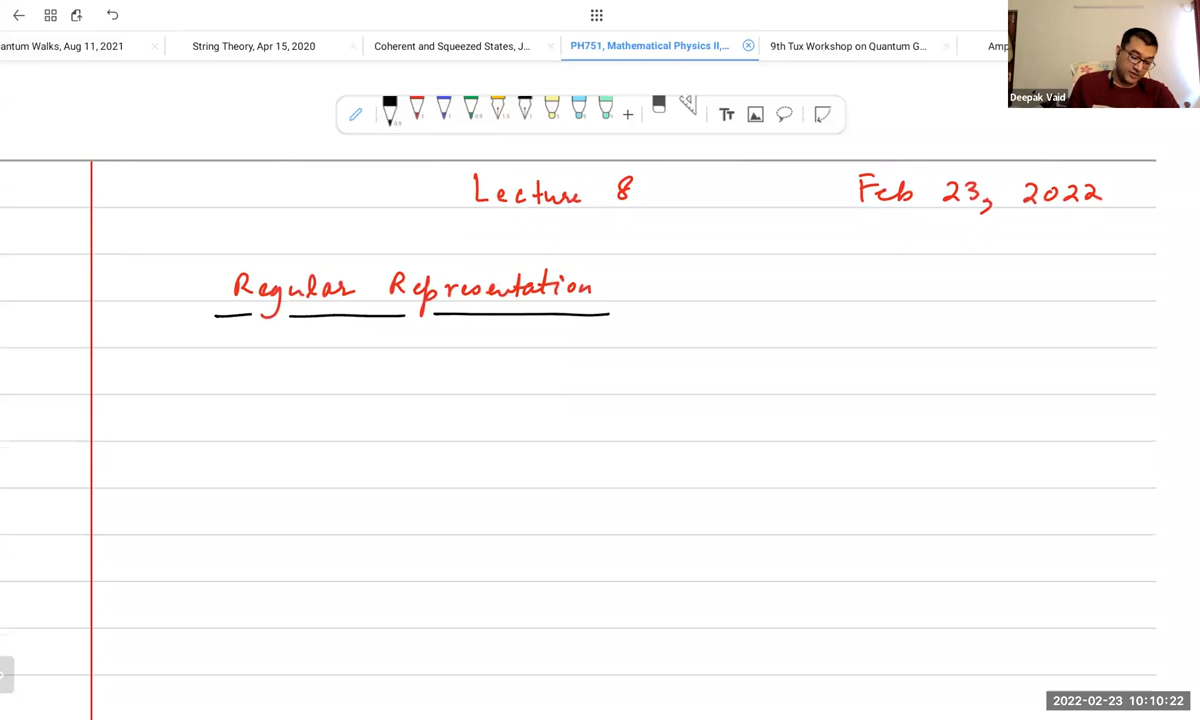 antum Walks, Aug 11, 2021
String Theory, Apr 15, 2020
Coherent and Squeezed States, J...
PH751, Mathematical Physics II,...
9th Tux Workshop on Quantum G...
Amp
Deepak Vaid
Tт
Lecture 8
Feb 23, 2022
Regular Representation
2022-02-23 10:10:22